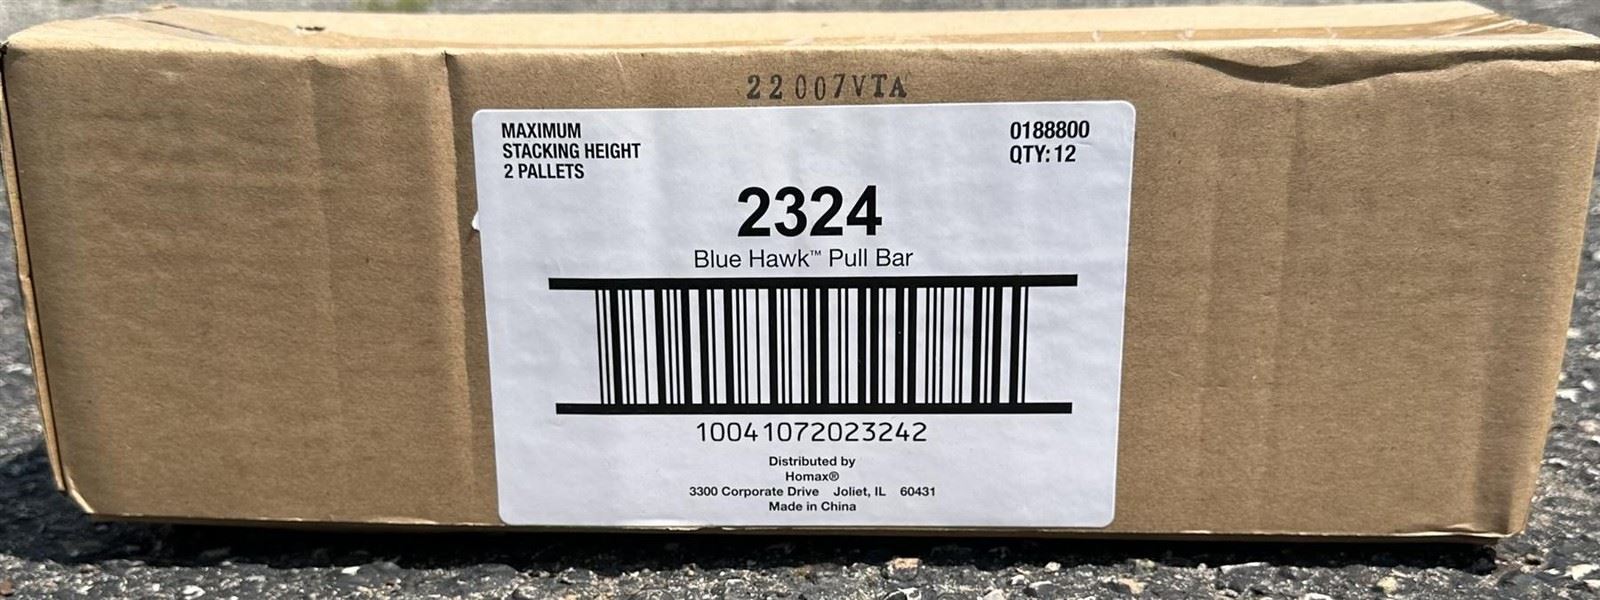 22007VTA
MAXIMUM
STACKING HEIGHT
2 PALLETS
0188800
QTY: 12
2324
Blue Hawk™ Pull Bar
10041072023242
Distributed by
Homax®
3300 Corporate Drive Joliet, IL 60431
Made in China